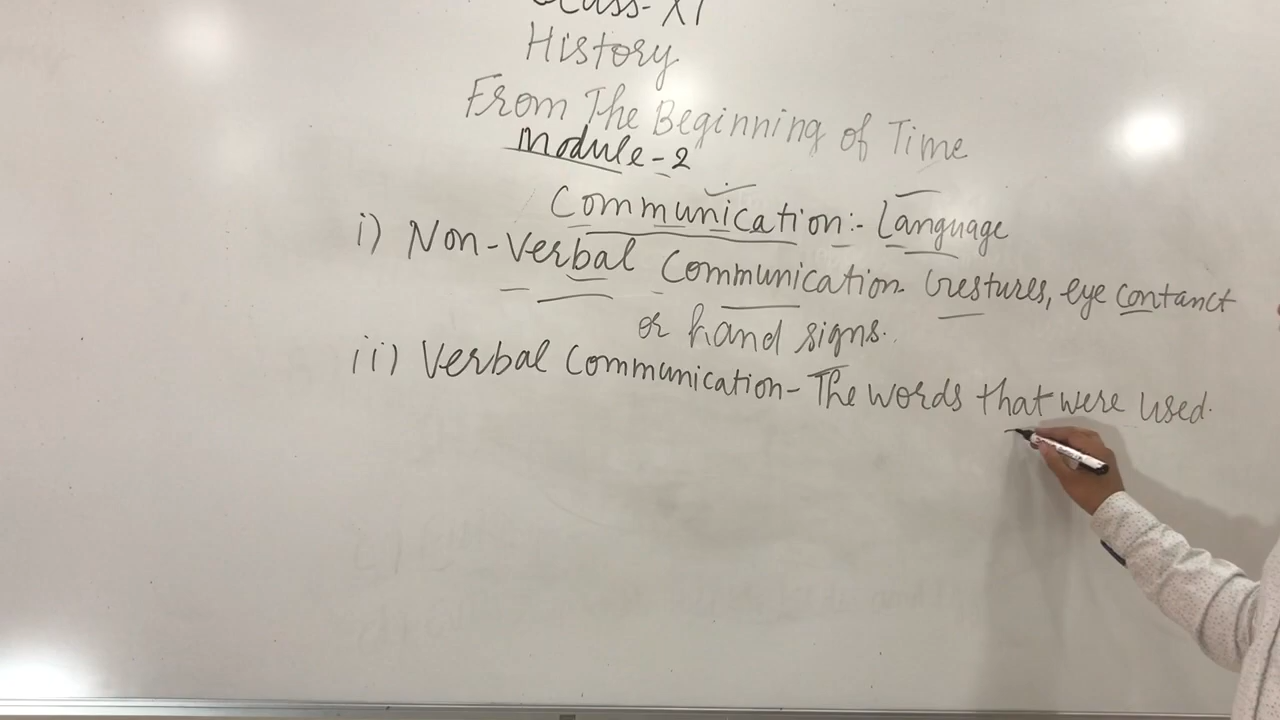 Class-XI
History
From The Beginning of Time
Module-2
Communication:- Language
i) Non-Verbal Communication- Gestures, eye contanct
or hand signs.
ii) Verbal Communication- The words that were used.